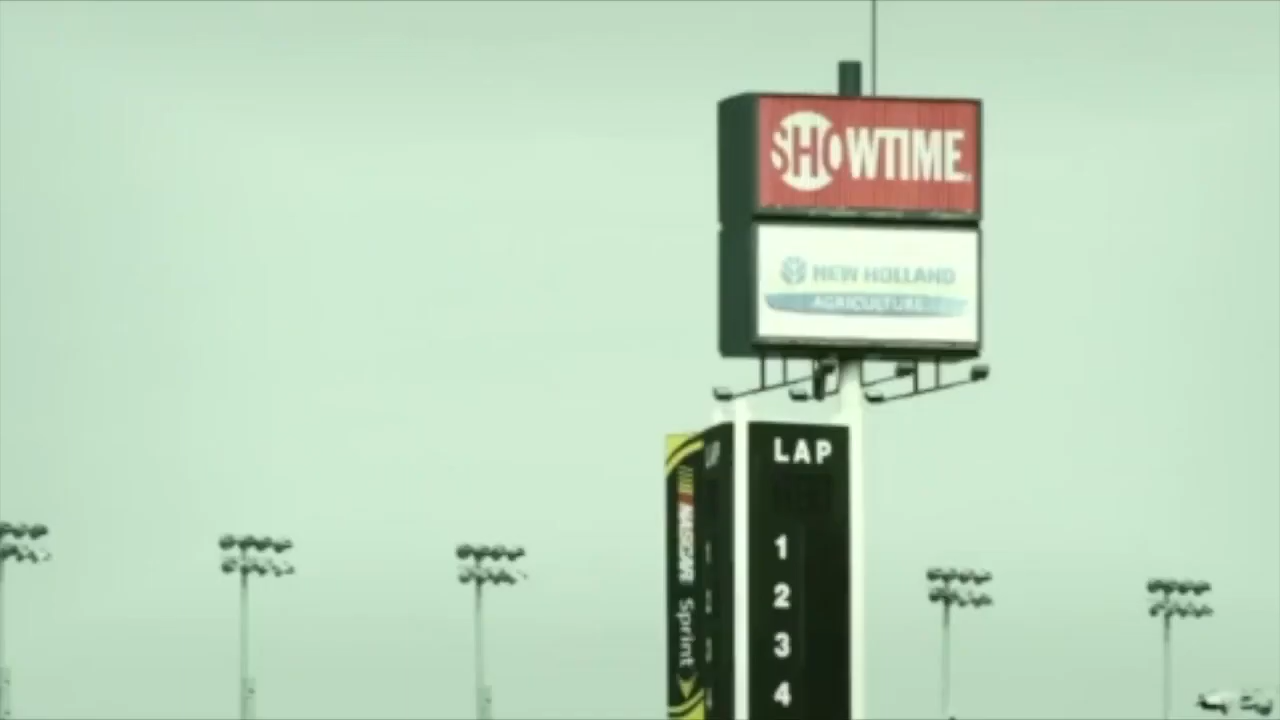 SHOWTIME
NEW HOLLAND
AGRICULTURE
LAP
1
2
3
4
NASCAR Sprint